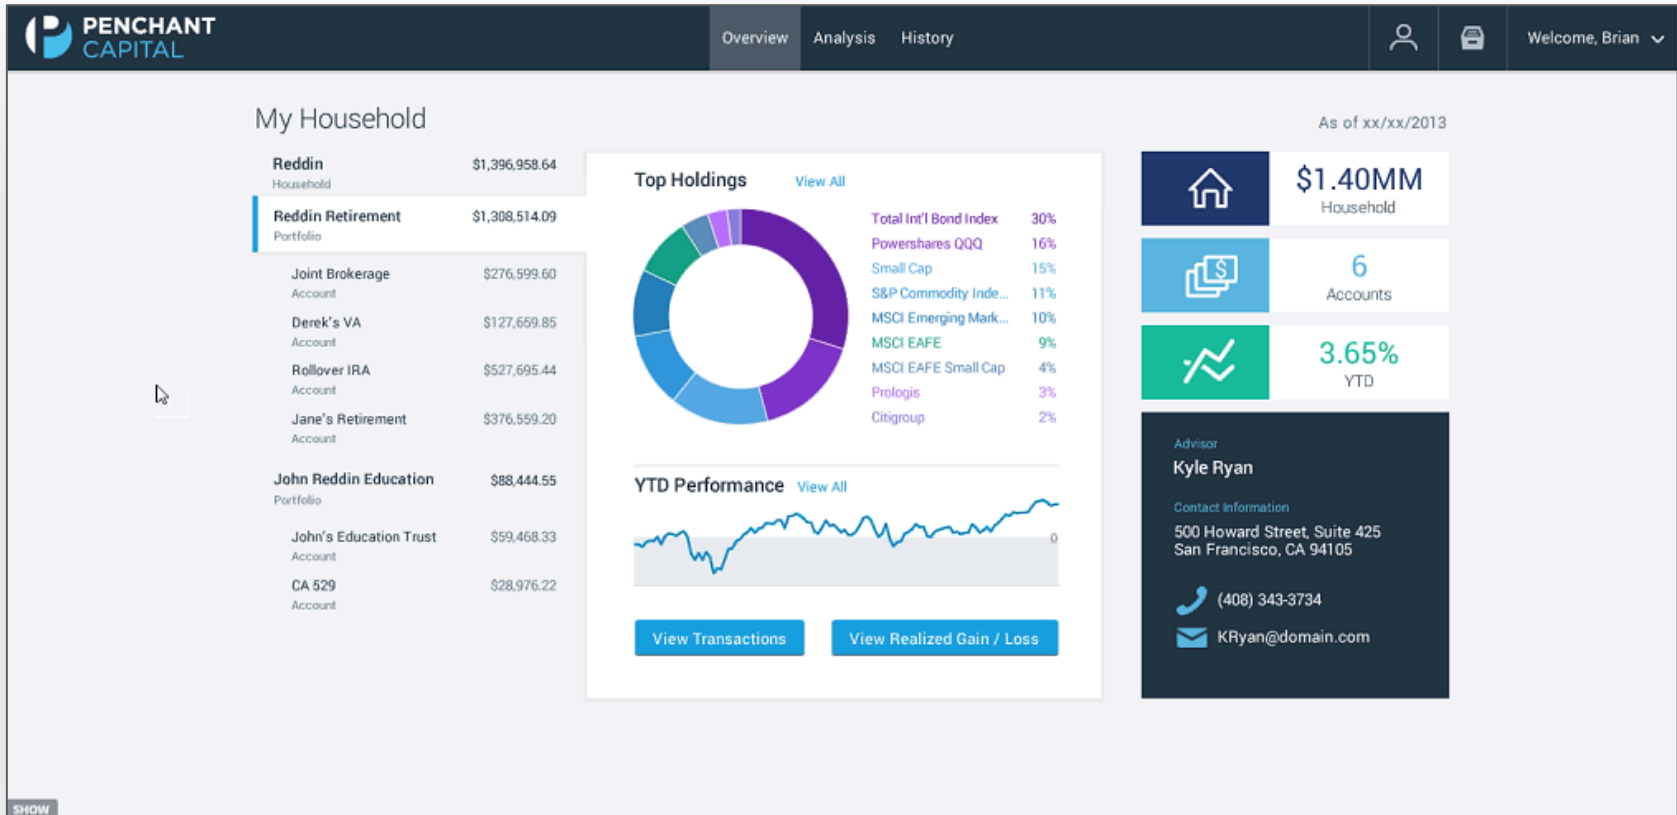 PENCHANT
CAPITAL
Overview
Analysis
History
Welcome, Brian
My Household
As of xx/xx/2013
Reddin $1,396,958.64
Household
Reddin Retirement $1,308,514.09
Portfolio
Joint Brokerage $276,599.60
Account
Derek's VA $127,659.85
Account
Rollover IRA $527,695.44
Account
Jane's Retirement $376,559.20
Account
John Reddin Education $88,444.55
Portfolio
John's Education Trust $59,468.33
Account
CA 529 $28,976.22
Account
Top Holdings View All
Total Int'l Bond Index 30%
Powershares QQQ 16%
Small Cap 15%
S&P Commodity Inde... 11%
MSCI Emerging Mark... 10%
MSCI EAFE 9%
MSCI EAFE Small Cap 4%
Prologis 3%
Citigroup 2%
YTD Performance View All
0
View Transactions
View Realized Gain / Loss
$1.40MM
Household
$
6
Accounts
3.65%
YTD
Advisor
Kyle Ryan
Contact Information
500 Howard Street, Suite 425
San Francisco, CA 94105
(408) 343-3734
KRyan@domain.com
SHOW